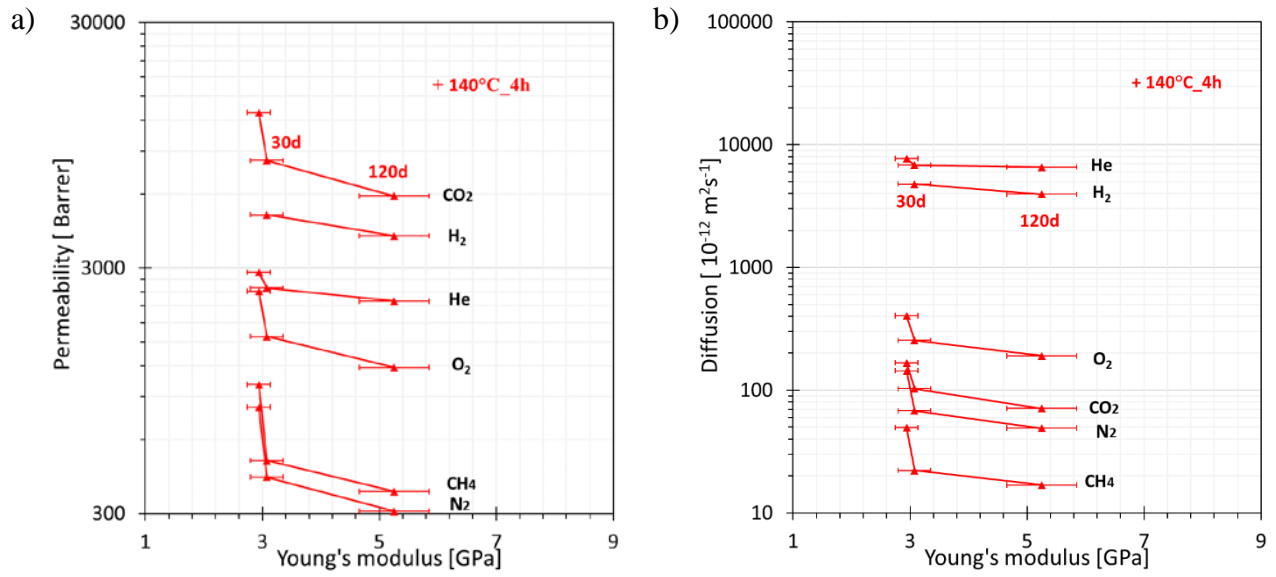 a)
30000
3000
300
1
3
5
7
9
Permeability [ Barrer]
Young's modulus [GPa]
+ 140°C_4h
30d
120d
CO2
H2
He
O2
CH4
N2
b)
100000
10000
1000
100
10
1
3
5
7
9
Diffusion [ 10⁻¹² m²s⁻¹]
Young's modulus [GPa]
+ 140°C_4h
He
H2
30d
120d
O2
CO2
N2
CH4